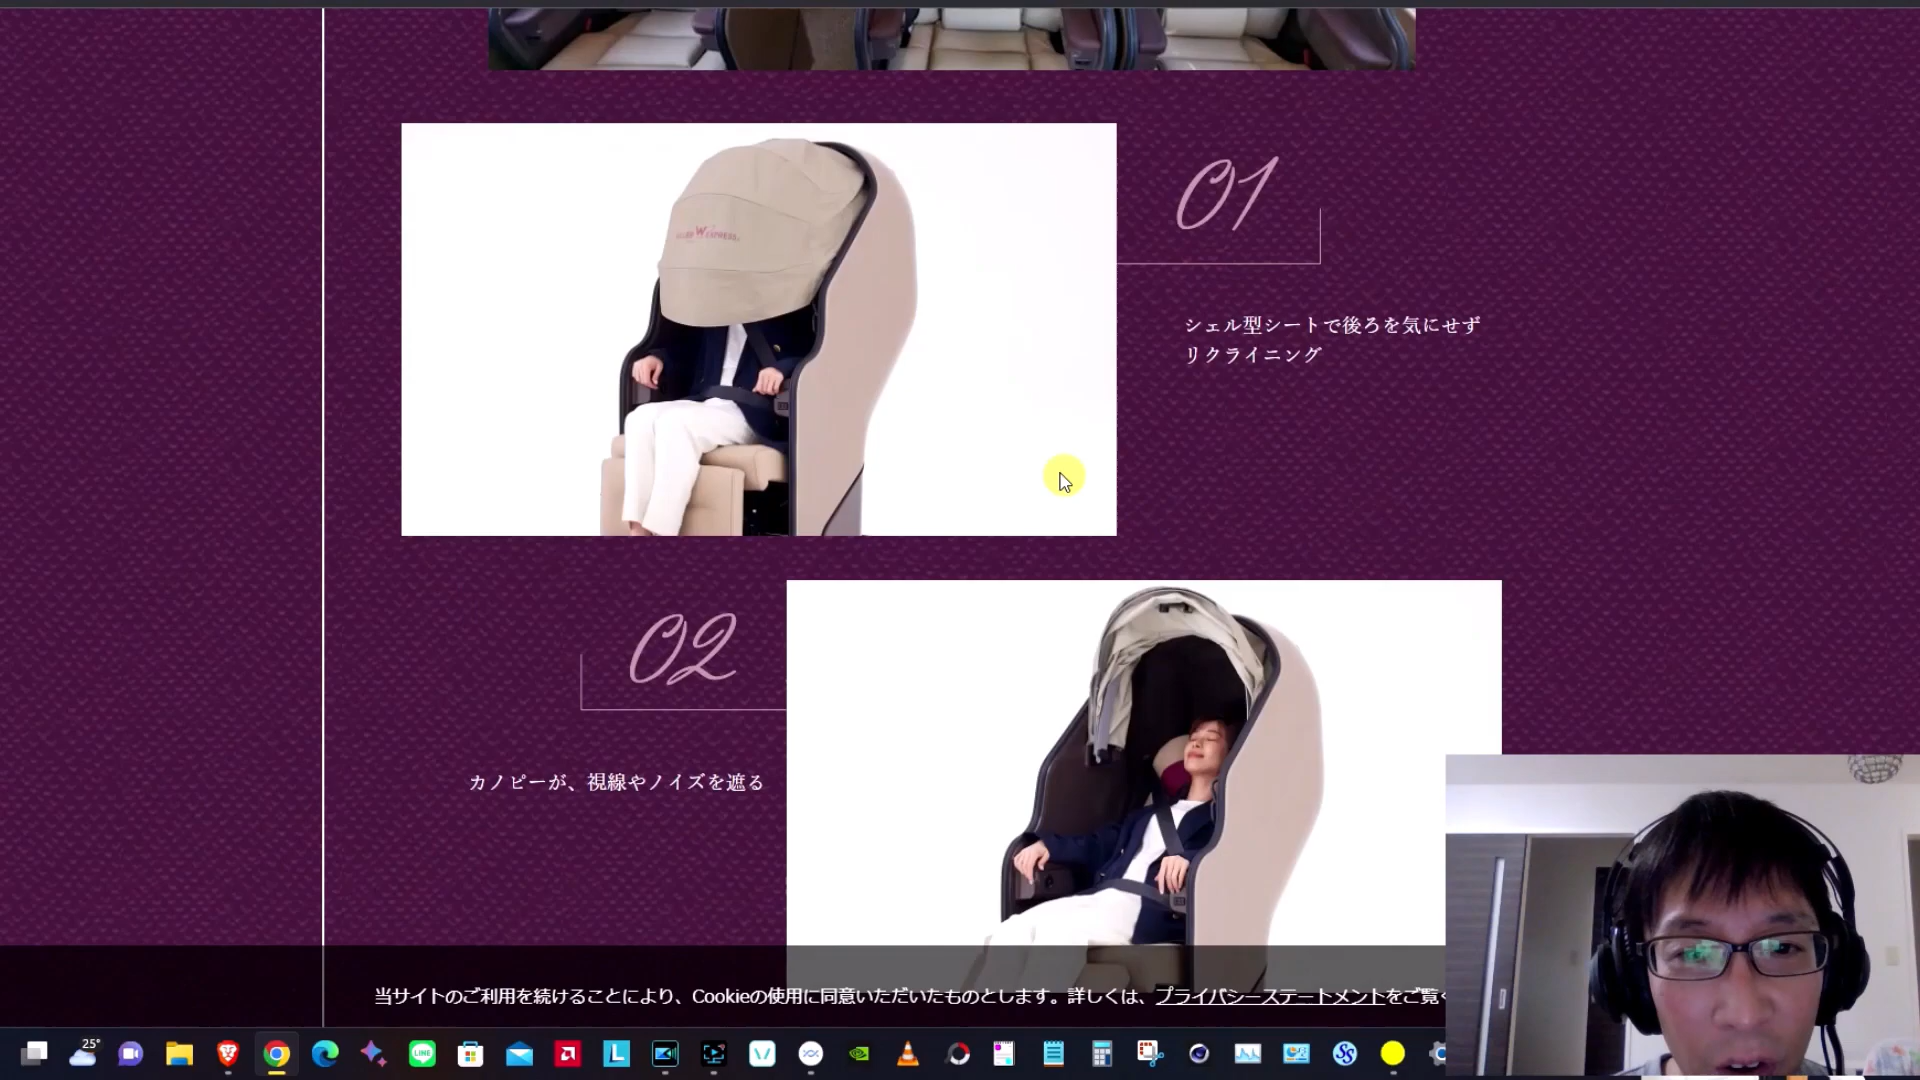 01
シェル型シートで後ろを気にせず
リクライニング
02
カノピーが、視線やノイズを遮る
当サイトのご利用を続けることにより、Cookieの使用に同意いただいたものとします。詳しくは、プライバシーステートメントをご覧
25°
LINE